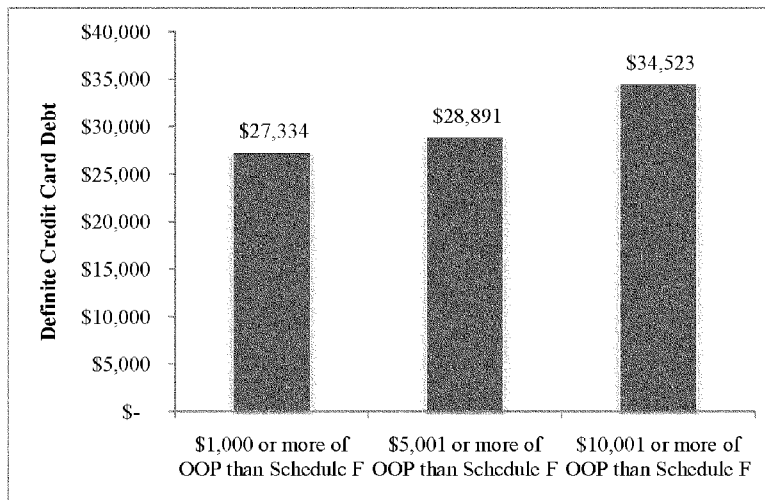 $40,000
$35,000
$30,000
$25,000
$20,000
$15,000
$10,000
$5,000
$-
Definite Credit Card Debt
$27,334
$28,891
$34,523
$1,000 or more of
OOP than Schedule F
$5,001 or more of
OOP than Schedule F
$10,001 or more of
OOP than Schedule F